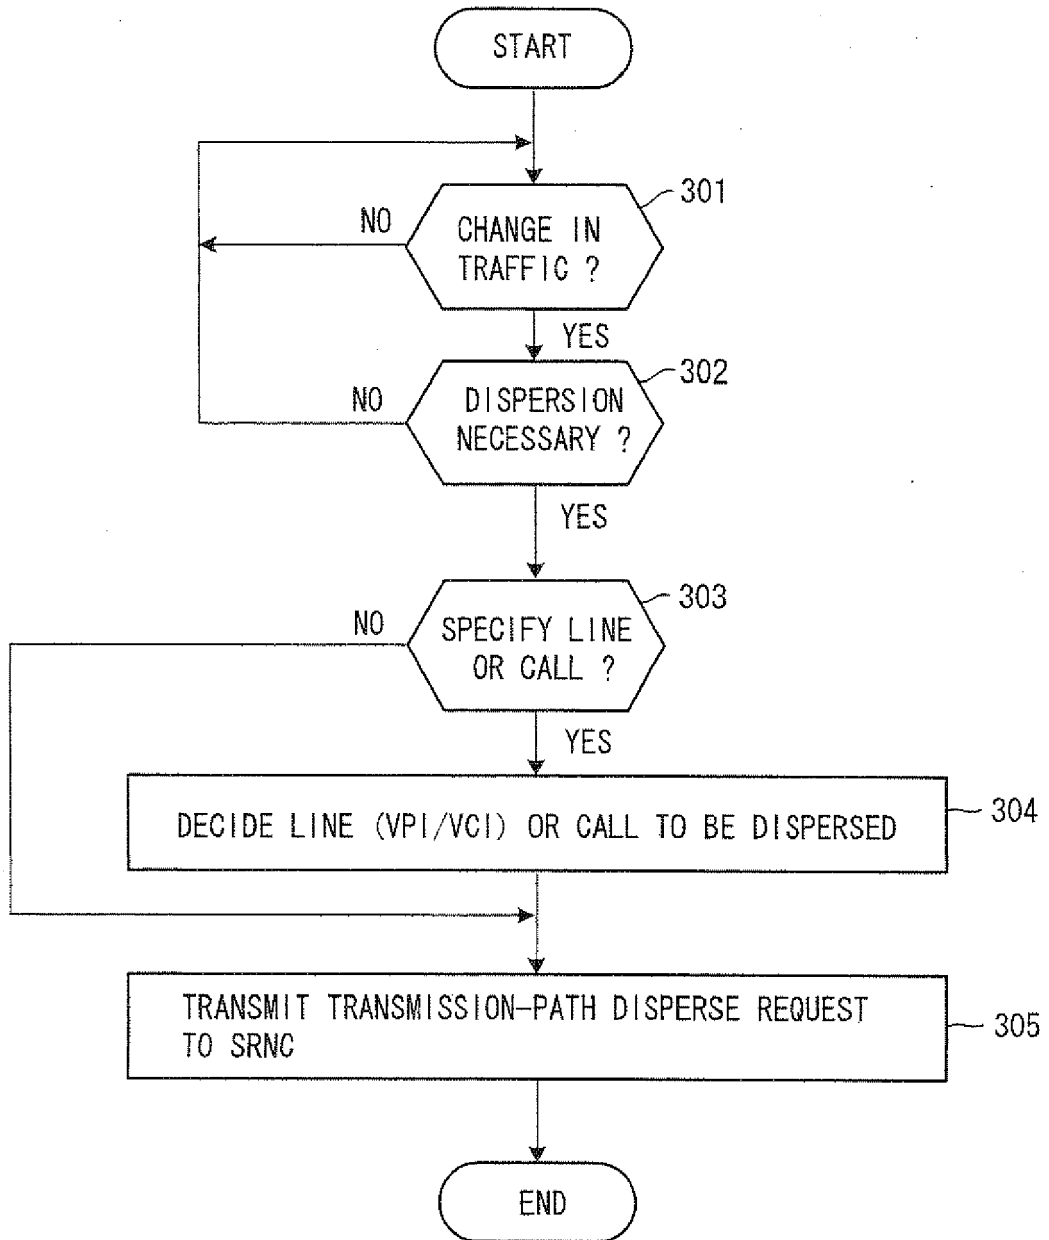 START
301
NO
CHANGE IN
TRAFFIC ?
YES
302
NO
DISPERSION
NECESSARY ?
YES
303
NO
SPECIFY LINE
OR CALL ?
YES
DECIDE LINE (VPI/VCI) OR CALL TO BE DISPERSED
304
TRANSMIT TRANSMISSION-PATH DISPERSE REQUEST
TO SRNC
305
END